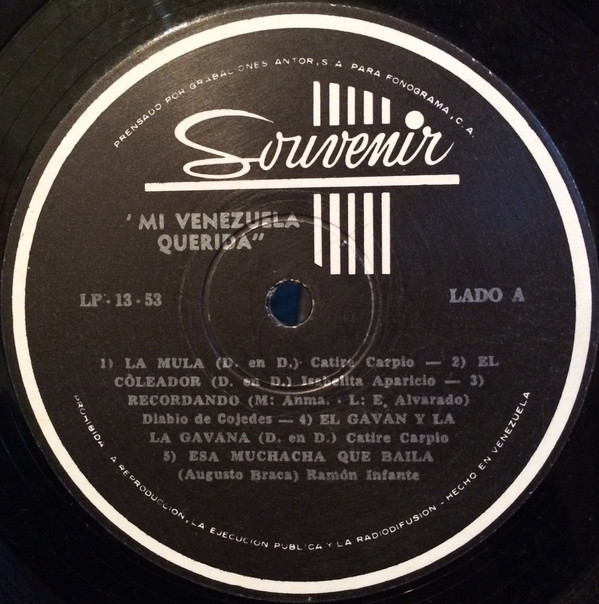 PRENSADO POR GRABACIONES ANTOR, S.A PARA FONOGRAMA, C.A.
Souvenir
'MI VENEZUELA
QUERIDA"
LP - 13 - 53
LADO A
1) LA MULA (D. en D.) Catire Carpio — 2) EL
COLEADOR (D. en D.) Isabelita Aparicio — 3)
RECORDANDO (M: Anma. - L: E. Alvarado)
Diablo de Cojedes — 4) EL GAVAN Y LA
LA GAVANA (D. en D.) Catire Carpio
5) ESA MUCHACHA QUE BAILA
(Augusto Braca) Ramón Infante
PROHIBIDA LA REPRODUCCION, LA EJECUCION PUBLICA Y LA RADIODIFUSION - HECHO EN VENEZUELA